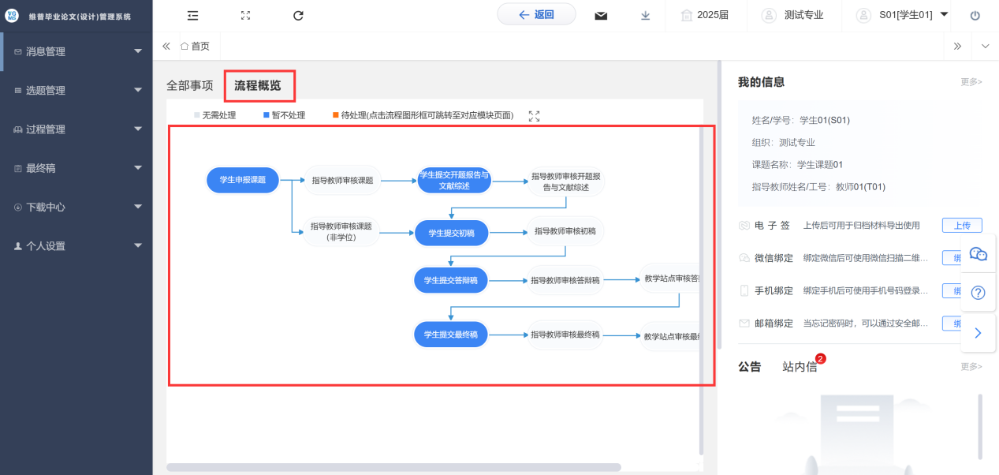 VG
MS
维普毕业论文(设计)管理系统
返回
2025届
测试专业
S01[学生01]
消息管理
选题管理
过程管理
最终稿
下载中心
个人设置
首页
全部事项
流程概览
无需处理
暂不处理
待处理(点击流程图形框可跳转至对应模块页面)
学生申报课题
指导教师审核课题
学生提交开题报告与
文献综述
指导教师审核开题报
告与文献综述
指导教师审核课题
(非学位)
学生提交初稿
指导教师审核初稿
学生提交答辩稿
指导教师审核答辩稿
教学站点审核答
学生提交最终稿
指导教师审核最终稿
教学站点审核最
我的信息
更多>
姓名/学号：学生01(S01)
组织：测试专业
课题名称：学生课题01
指导教师姓名/工号：教师01(T01)
电 子 签
上传后可用于归档材料导出使用
上传
微信绑定
绑定微信后可使用微信扫描二维...
绑
手机绑定
绑定手机后可使用手机号码登录...
绑
邮箱绑定
当忘记密码时，可以通过安全邮...
绑
公告
站内信
2
更多>